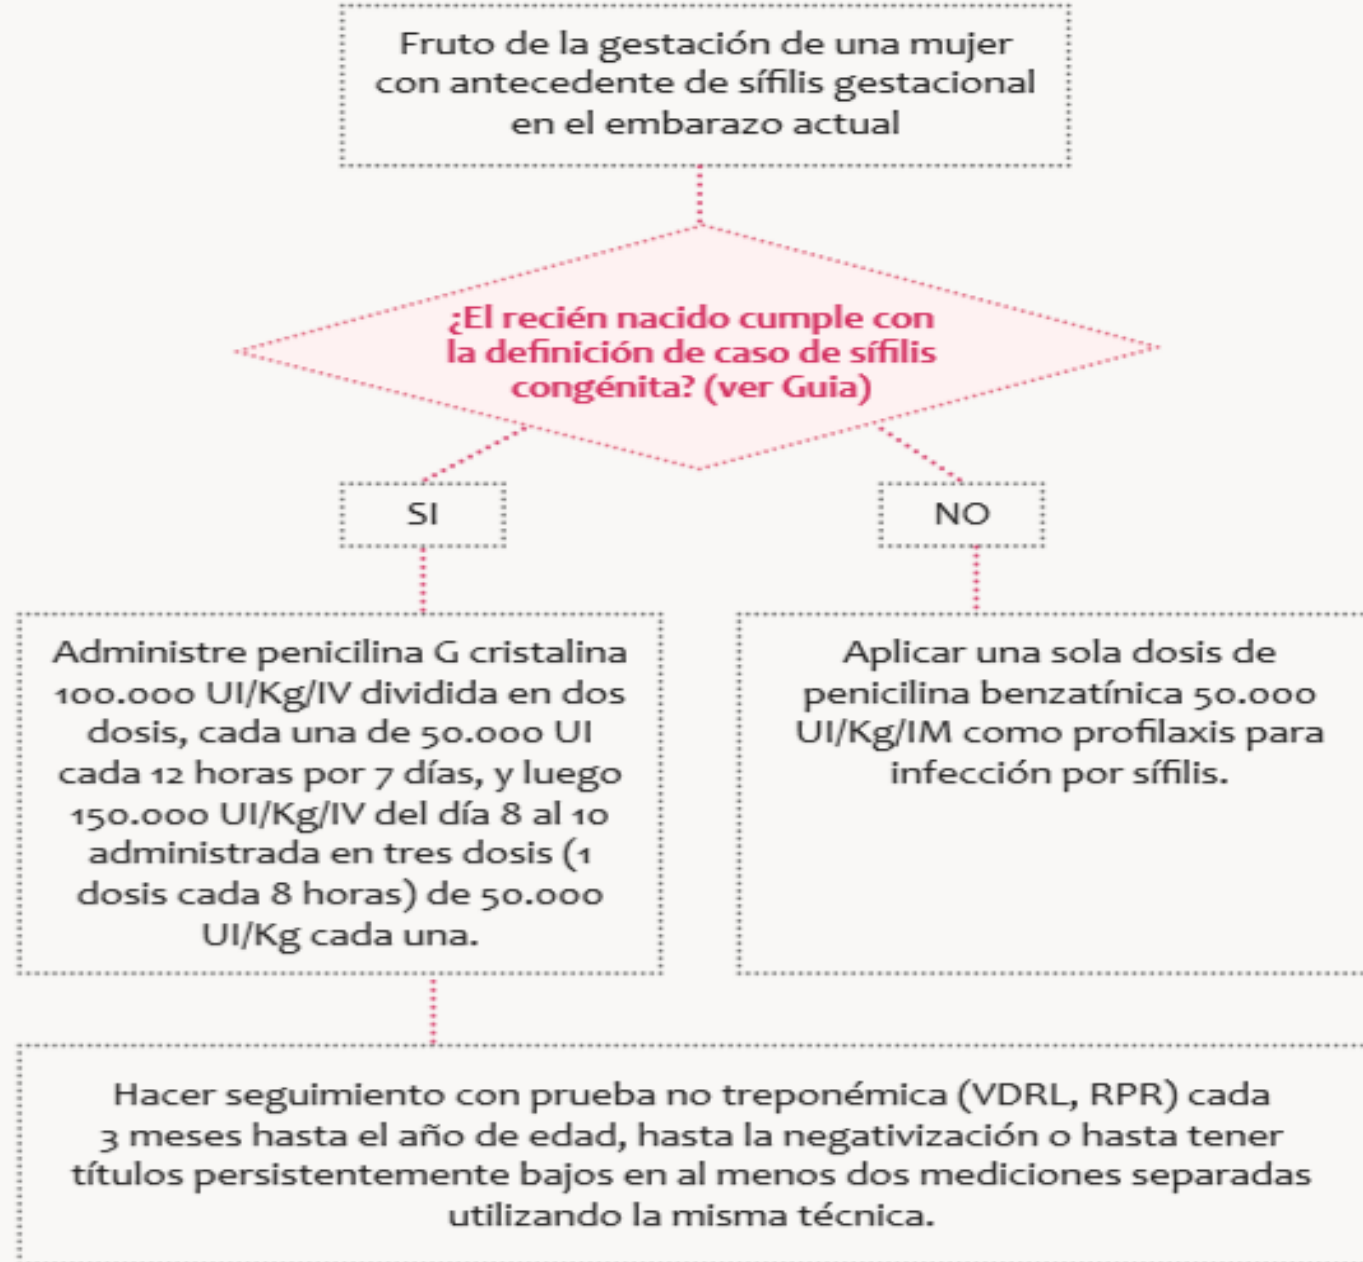 Fruto de la gestación de una mujer
con antecedente de sífilis gestacional
en el embarazo actual
¿El recién nacido cumple con
la definición de caso de sífilis
congénita? (ver Guia)
SI
NO
Administre penicilina G cristalina
100.000 UI/Kg/IV dividida en dos
dosis, cada una de 50.000 UI
cada 12 horas por 7 días, y luego
150.000 UI/Kg/IV del día 8 al 10
administrada en tres dosis (1
dosis cada 8 horas) de 50.000
UI/Kg cada una.
Aplicar una sola dosis de
penicilina benzatínica 50.000
UI/Kg/IM como profilaxis para
infección por sífilis.
Hacer seguimiento con prueba no treponémica (VDRL, RPR) cada
3 meses hasta el año de edad, hasta la negativización o hasta tener
títulos persistentemente bajos en al menos dos mediciones separadas
utilizando la misma técnica.